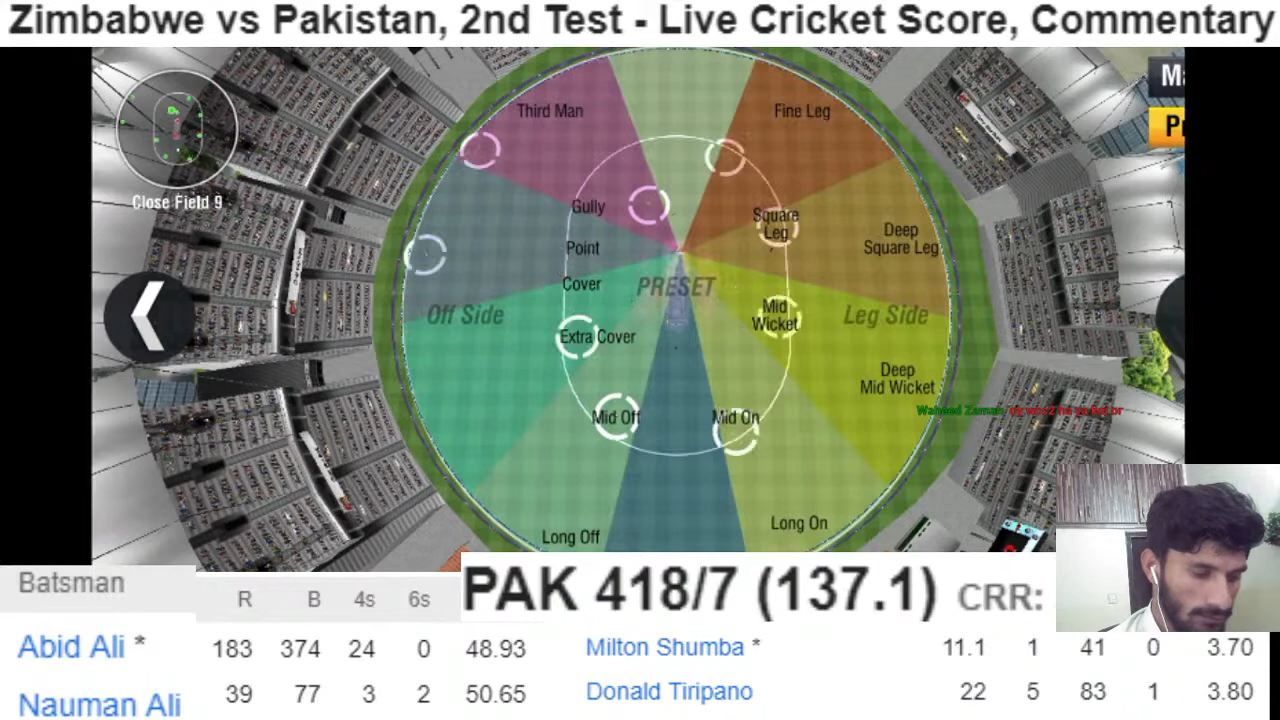 Zimbabwe vs Pakistan, 2nd Test - Live Cricket Score, Commentary
Third Man
Fine Leg
Close Field 9
Gully
Square
Leg
Point
Deep
Square Leg
Cover
PRESET
Off Side
Mid
Wicket
Leg Side
Extra Cover
Deep
Mid Wicket
Waheed Zaman
Mid Off
Mid On
Long Off
Long On
Batsman
R B 4s 6s
PAK 418/7 (137.1) CRR:
Abid Ali * 183 374 24 0 48.93
Milton Shumba * 11.1 1 41 0 3.70
Nauman Ali 39 77 3 2 50.65
Donald Tiripano 22 5 83 1 3.80